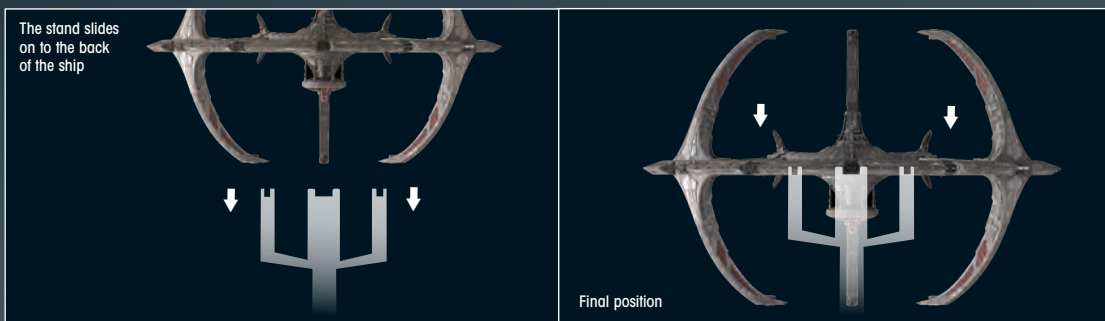 The stand slides
on to the back
of the ship
Final position